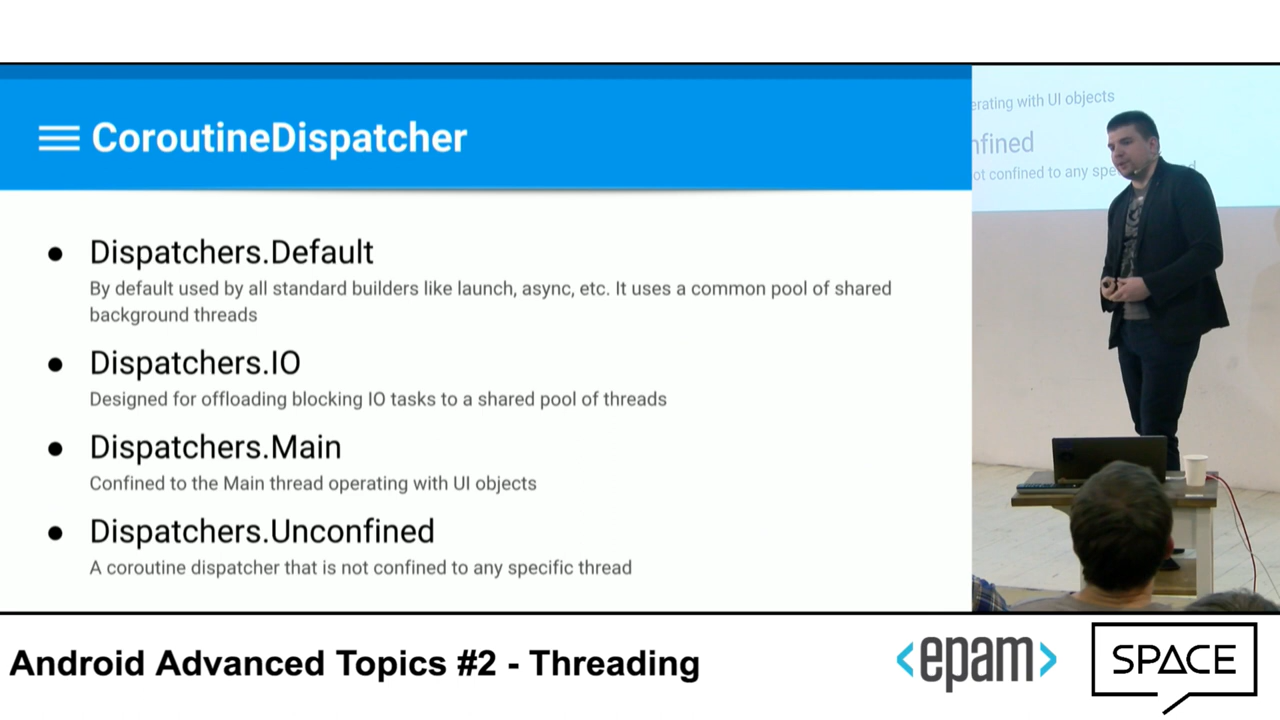 CoroutineDispatcher
● Dispatchers.Default
By default used by all standard builders like launch, async, etc. It uses a common pool of shared
background threads
● Dispatchers.IO
Designed for offloading blocking IO tasks to a shared pool of threads
● Dispatchers.Main
Confined to the Main thread operating with UI objects
● Dispatchers.Unconfined
A coroutine dispatcher that is not confined to any specific thread
erating with UI objects
nfined
ot confined to any spe
Android Advanced Topics #2 - Threading
<epam>
SPACE